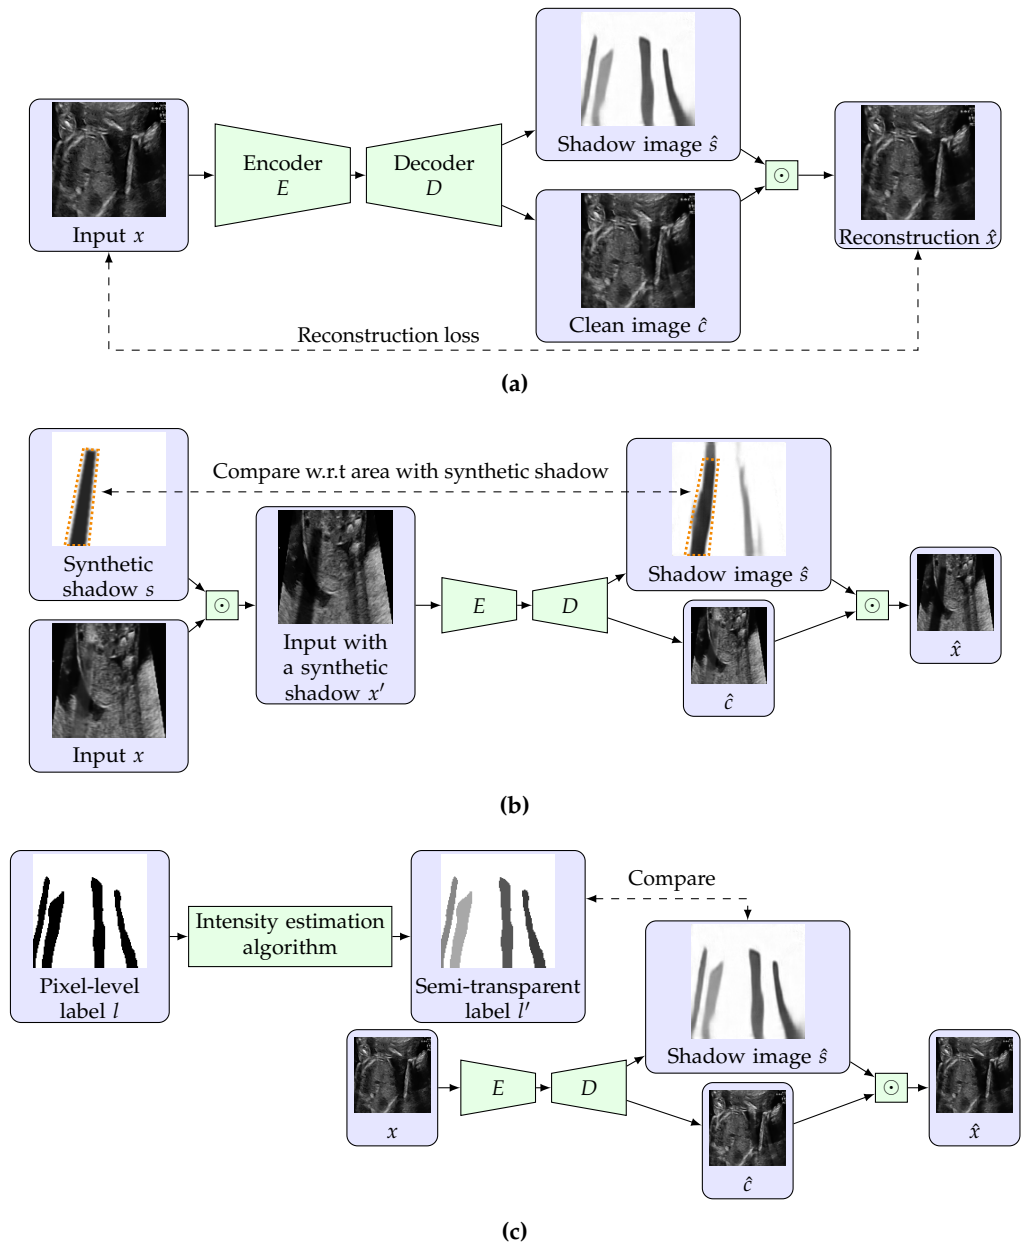 Input x
Encoder
E
Decoder
D
Shadow image ŝ
Clean image ĉ
⊙
Reconstruction x̂
Reconstruction loss
(a)
Synthetic
shadow s
Input x
⊙
Compare w.r.t area with synthetic shadow
Input with
a synthetic
shadow x′
E
D
Shadow image ŝ
ĉ
⊙
x̂
(b)
Pixel-level
label l
Intensity estimation
algorithm
Semi-transparent
label l′
Compare
x
E
D
Shadow image ŝ
ĉ
⊙
x̂
(c)